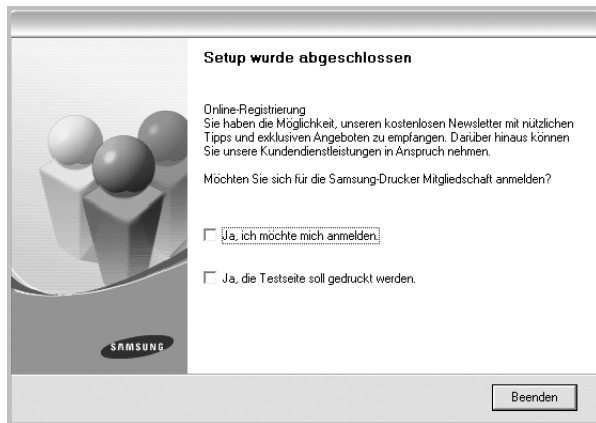 Setup wurde abgeschlossen
Online-Registrierung
Sie haben die Möglichkeit, unseren kostenlosen Newsletter mit nützlichen
Tipps und exklusiven Angeboten zu empfangen. Darüber hinaus können
Sie unsere Kundendienstleistungen in Anspruch nehmen.
Möchten Sie sich für die Samsung-Drucker Mitgliedschaft anmelden?
Ja, ich möchte mich anmelden.
Ja, die Testseite soll gedruckt werden.
SAMSUNG
Beenden